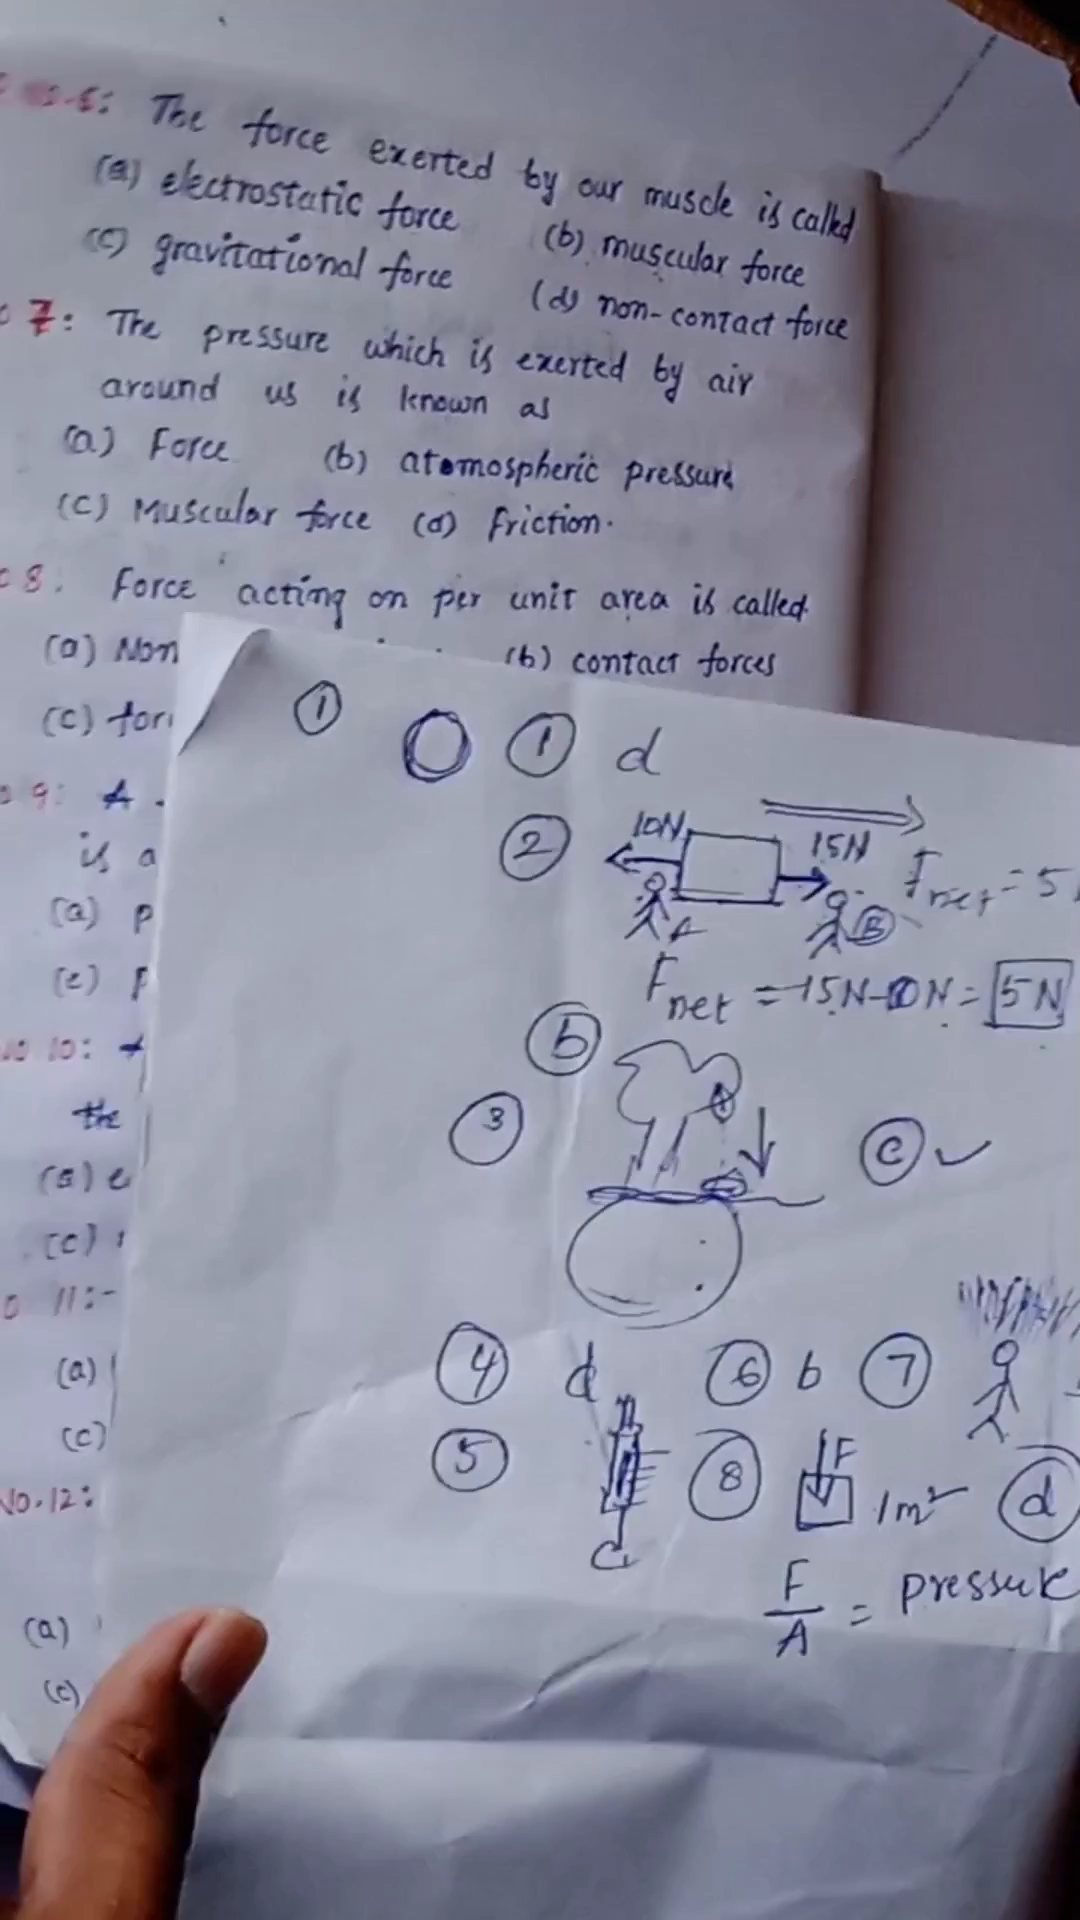 The force exerted by our muscle is called
(a) electrostatic force (b) muscular force
(c) gravitational force (d) non-contact force
7: The pressure which is exerted by air
around us is known as
(a) Force (b) atomospheric pressure
(c) Muscular force (d) Friction.
8: Force acting on per unit area is called
(a) Non (b) contact forces
(c) for
9: A
is a
(a) p
(c) p
10:
the
(a) e
(c)
11:-
(a)
(c)
No.12:
(a)
(c)
①
① d
② 10N 15N
A B
Fnet = 5
Fnet = 15N-10N = 5N
b
③ c ✓
④ d ⑥ b ⑦
⑤ ⑧ F 1m² d
F/A = pressure